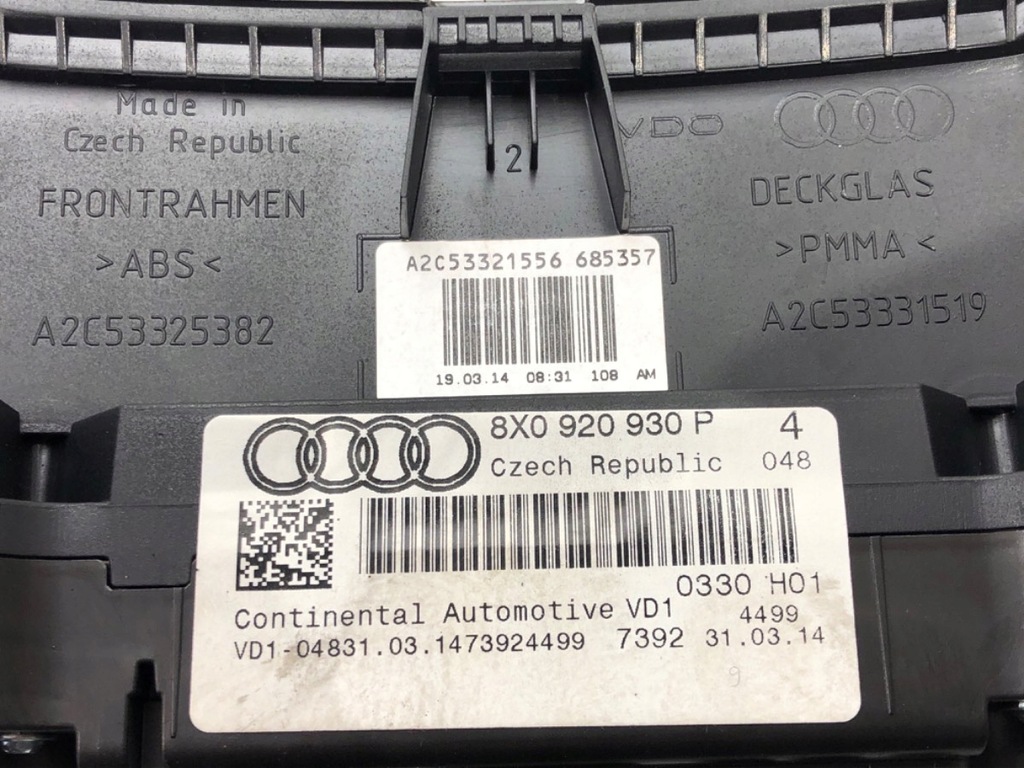 Made in
Czech Republic
FRONTRAHMEN
>ABS<
A2C53325382
2
VDO
DECKGLAS
>PMMA<
A2C53331519
A2C53321556 685357
19.03.14 08:31 108 AM
8X0 920 930 P 4
Czech Republic 048
0330 H01
Continental Automotive VD1 4499
VD1-04831.03.1473924499 7392 31.03.14
9